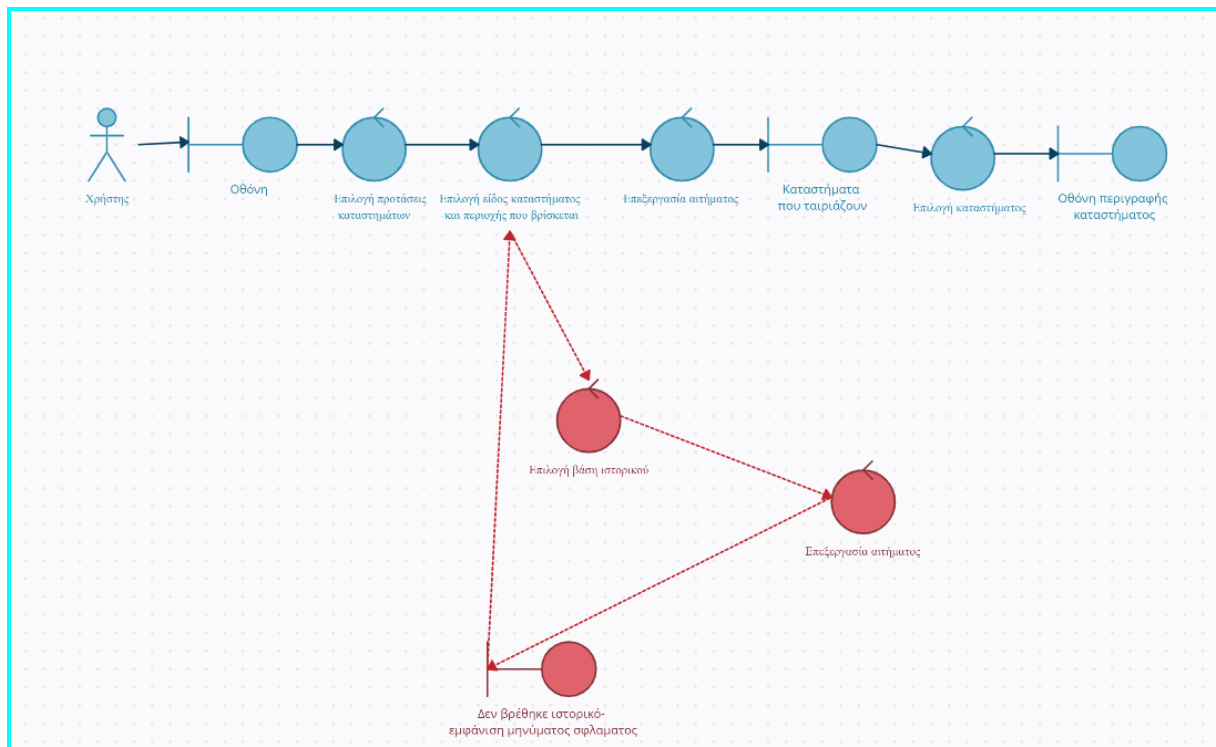 Χρήστης
Οθόνη
Επιλογή προτάσεις
καταστημάτων
Επιλογή είδος καταστήματος
και περιοχής που βρίσκεται
Επεξεργασία αιτήματος
Καταστήματα
που ταιριάζουν
Επιλογή καταστήματος
Οθόνη περιγραφής
καταστήματος
Επιλογή βάση ιστορικού
Επεξεργασία αιτήματος
Δεν βρέθηκε ιστορικό-
εμφάνιση μηνύματος σφλαματος